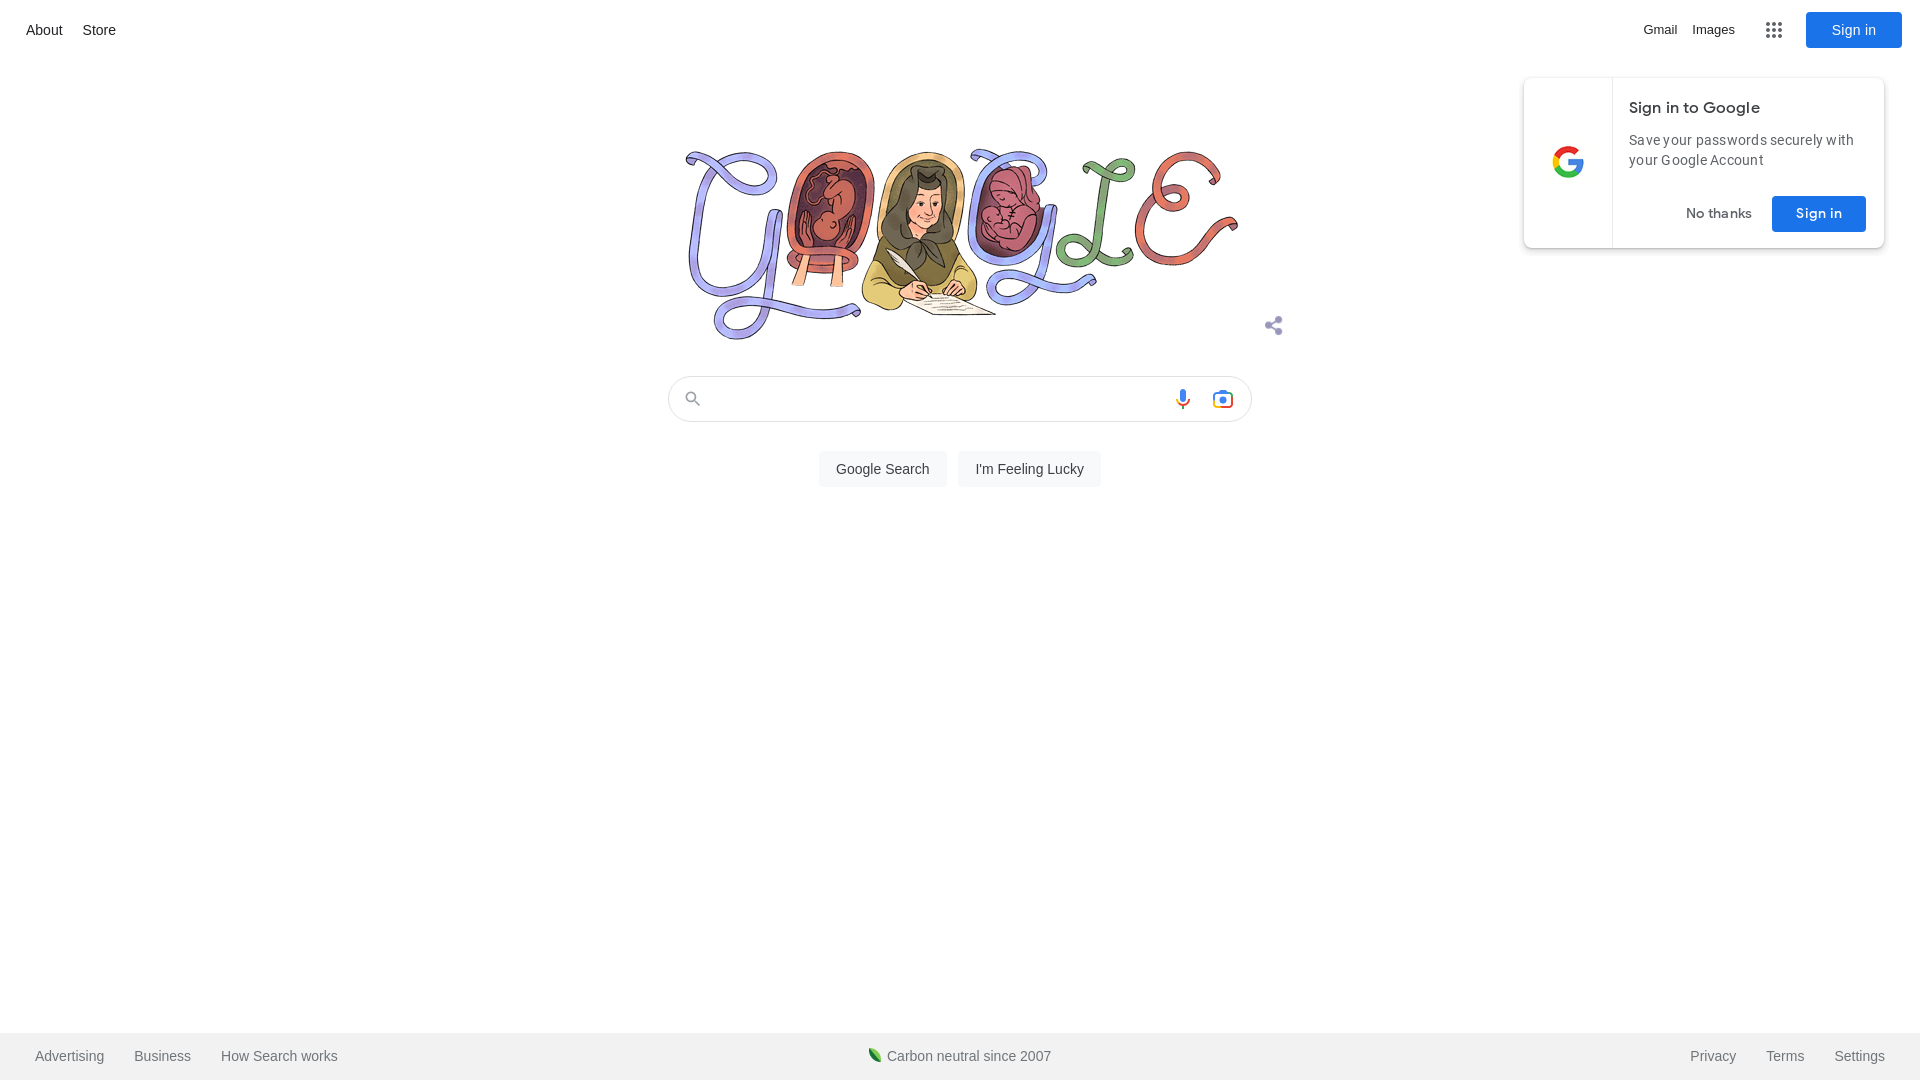 About Store
Gmail Images Sign in
Sign in to Google
Save your passwords securely with
your Google Account
No thanks Sign in
GOOGLE
Google Search I'm Feeling Lucky
Advertising Business How Search works
Carbon neutral since 2007
Privacy Terms Settings